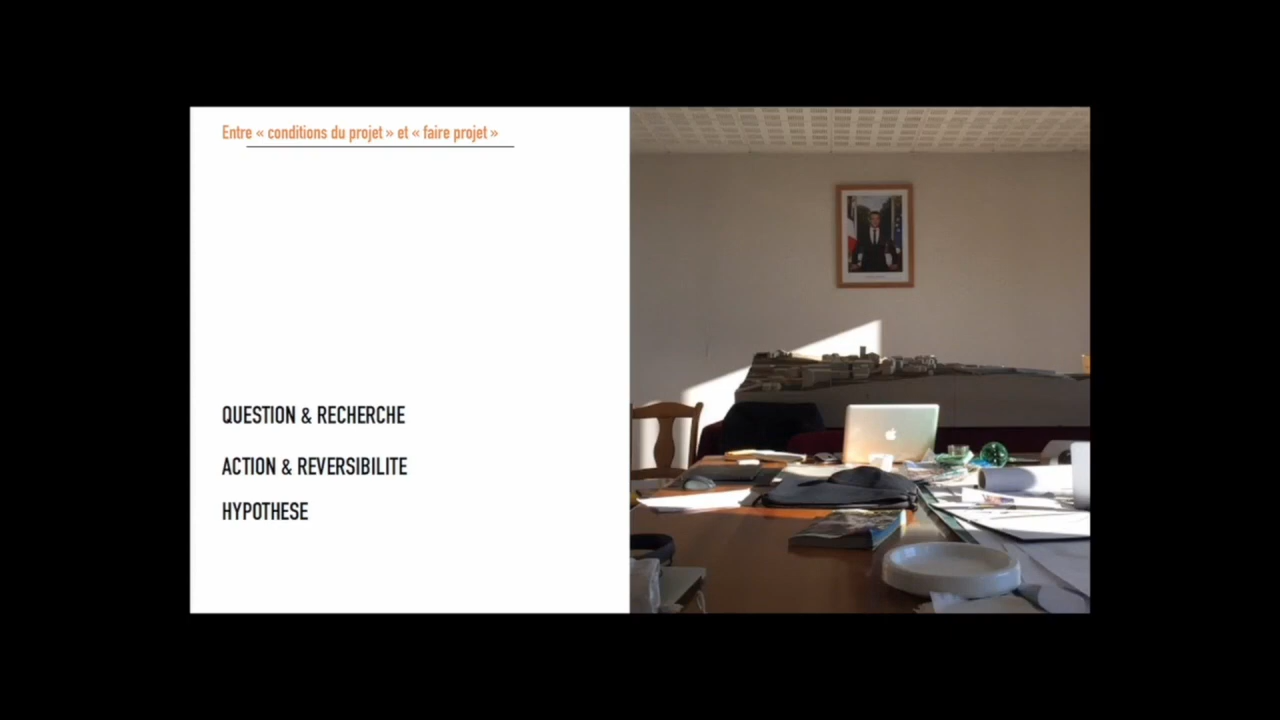 Entre « conditions du projet » et « faire projet »
QUESTION & RECHERCHE
ACTION & REVERSIBILITE
HYPOTHESE